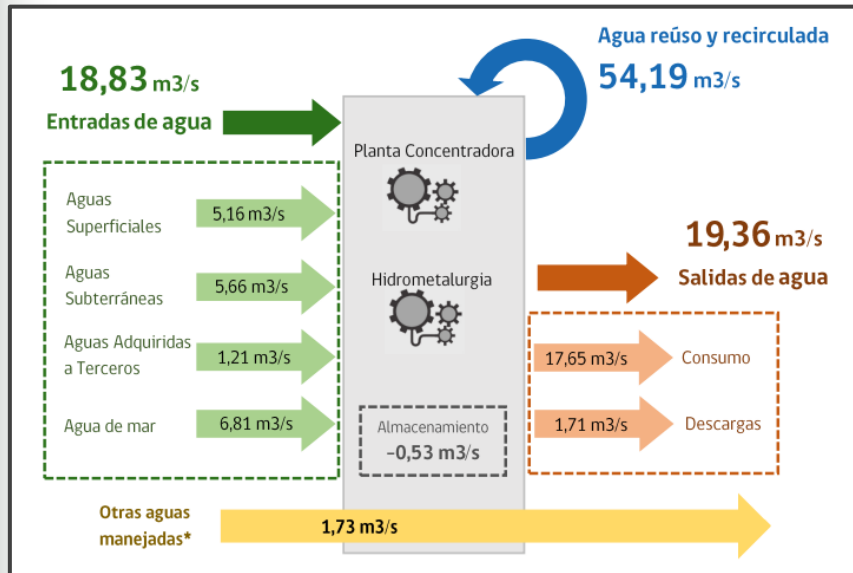 Agua reúso y recirculada
54,19 m3/s
18,83 m3/s
Entradas de agua
Planta Concentradora
Aguas
Superficiales
5,16 m3/s
Aguas
Subterráneas
5,66 m3/s
Aguas Adquiridas
a Terceros
1,21 m3/s
Agua de mar
6,81 m3/s
Hidrometalurgia
Almacenamiento
-0,53 m3/s
19,36 m3/s
Salidas de agua
17,65 m3/s
Consumo
1,71 m3/s
Descargas
Otras aguas
manejadas*
1,73 m3/s